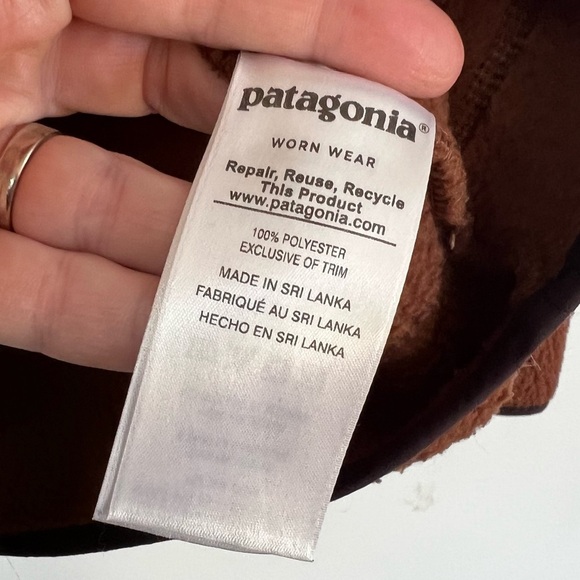 patagonia®
WORN WEAR
Repair, Reuse, Recycle
This Product
www.patagonia.com
100% POLYESTER
EXCLUSIVE OF TRIM
MADE IN SRI LANKA
FABRIQUÉ AU SRI LANKA
HECHO EN SRI LANKA